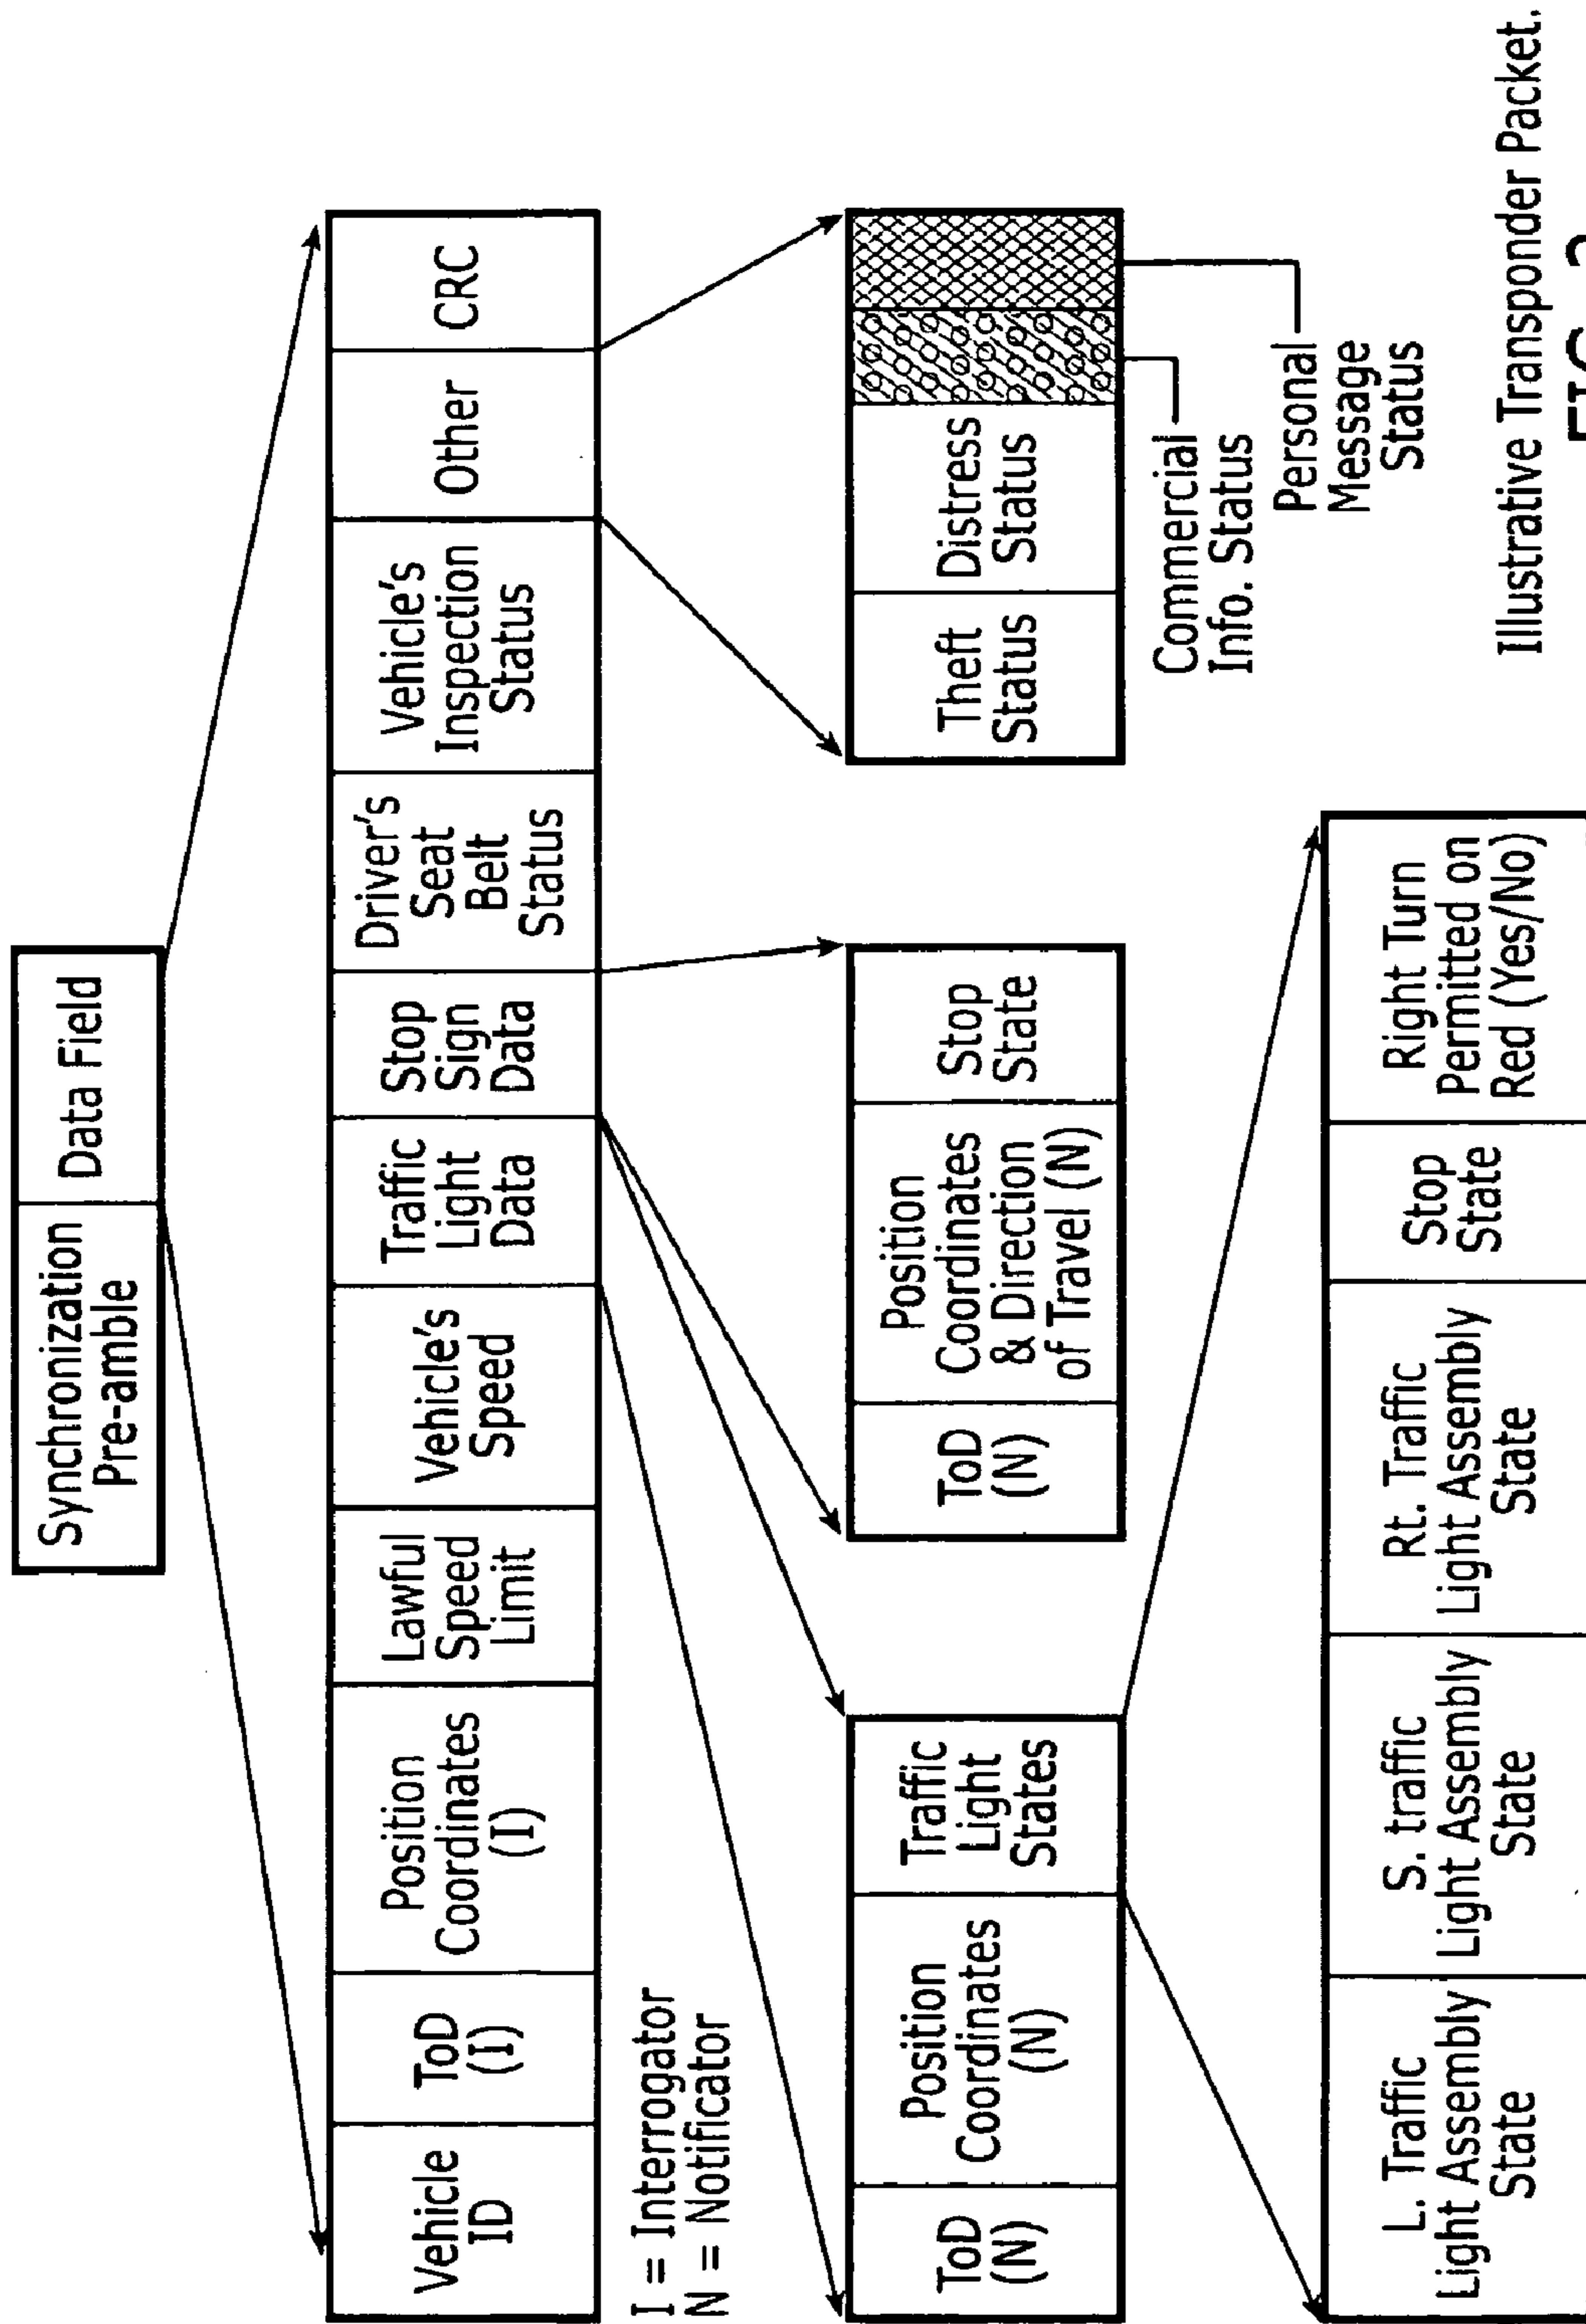 Synchronization
Pre-amble
Data Field
Vehicle
ID
ToD
(I)
Position
Coordinates
(I)
Lawful
Speed
Limit
Vehicle's
Speed
Traffic
Light
Data
Stop
Sign
Data
Driver's
Seat
Belt
Status
Vehicle's
Inspection
Status
Other
CRC
I = Interrogator
N = Notificator
ToD
(N)
Position
Coordinates
(N)
Traffic
Light
States
ToD
(N)
Position
Coordinates
& Direction
of Travel (N)
Stop
State
Theft
Status
Distress
Status
Commercial
Info. Status
Personal
Message
Status
L. Traffic
Light Assembly
State
S. traffic
Light Assembly
State
Rt. Traffic
Light Assembly
State
Stop
State
Right Turn
Permitted on
Red (Yes/No)
Illustrative Transponder Packet.